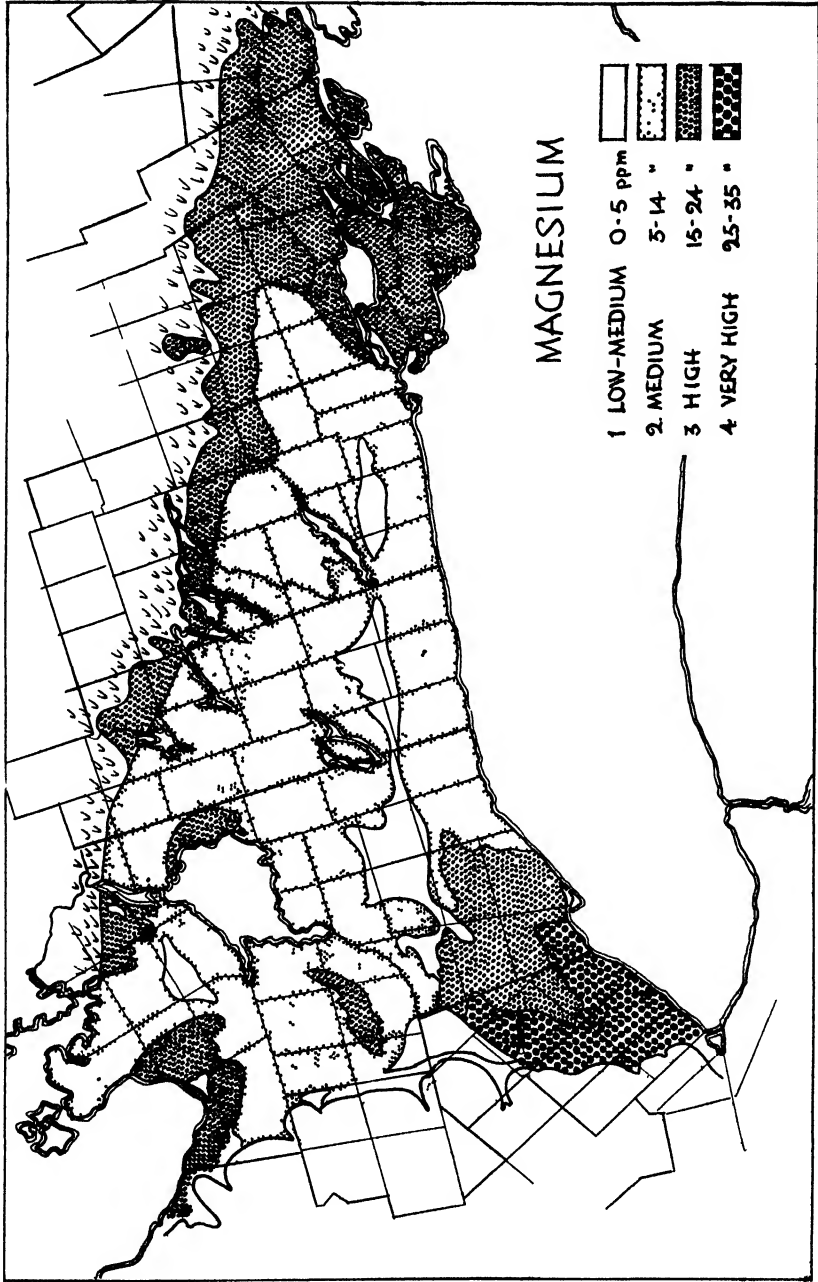 MAGNESIUM
1 LOW-MEDIUM 0-5 ppm
2 MEDIUM 5-14 "
3 HIGH 15-24 "
4 VERY HIGH 25-35 "